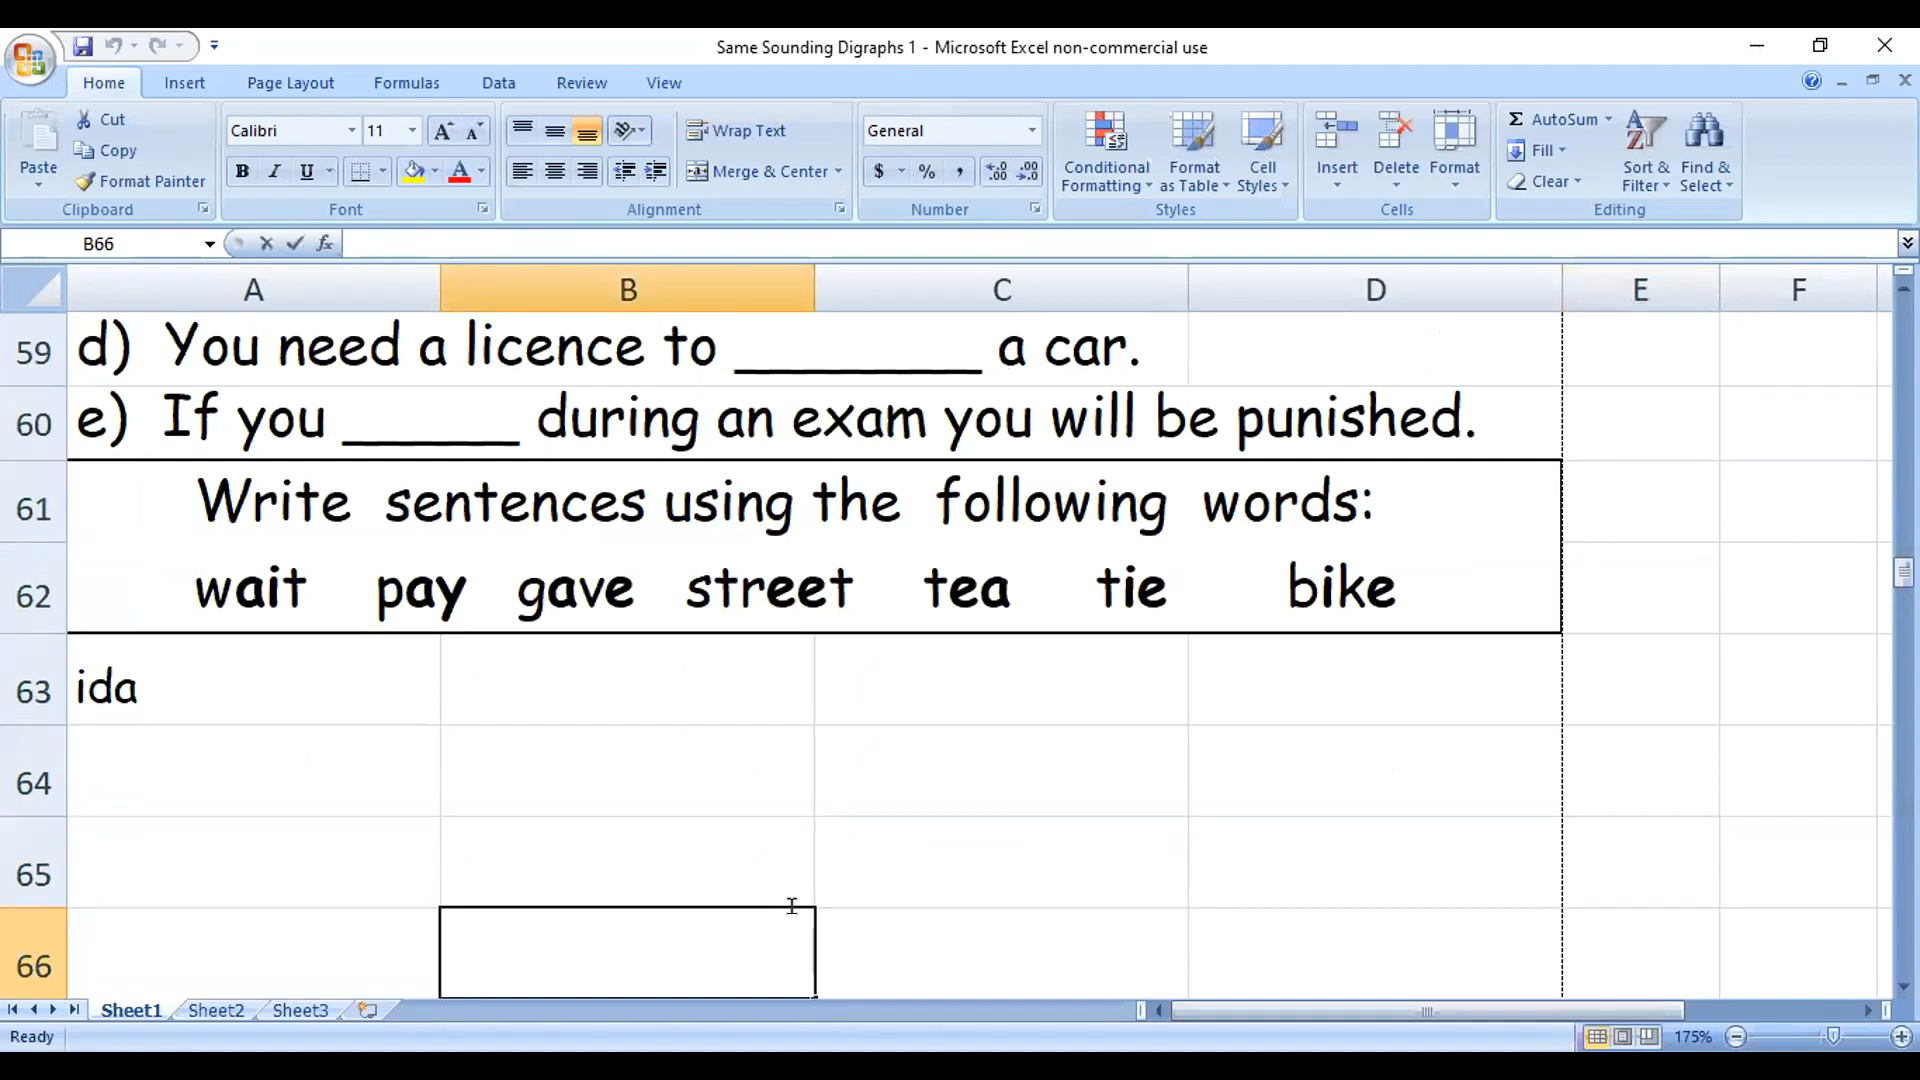 Same Sounding Digraphs 1 - Microsoft Excel non-commercial use
Home Insert Page Layout Formulas Data Review View
Paste
Cut
Copy
Format Painter
Clipboard
Calibri 11 A A
B I U A
Font
Wrap Text
Merge & Center
Alignment
General
$ % , .0 .00 .00 .0
Number
Conditional Formatting
Format as Table
Cell Styles
Styles
Insert Delete Format
Cells
Σ AutoSum
Fill
Clear
Sort & Filter
Find & Select
Editing
B66 fx
A B C D E F
59 d) You need a licence to ________ a car.
60 e) If you ______ during an exam you will be punished.
61 Write sentences using the following words:
62 wait pay gave street tea tie bike
63 ida
64
65
66
Sheet1 Sheet2 Sheet3
Ready 175%